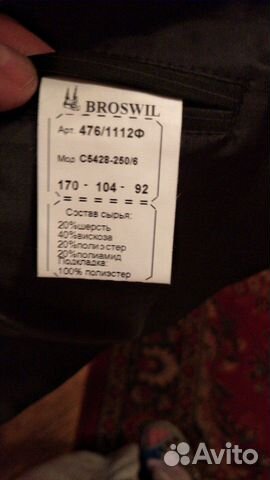 BROSWIL
Арт. 476/1112Ф
Мод С5428-250/6
170 - 104 - 92
Состав сырья:
20%шерсть
40%вискоза
20%полиэстер
20%полиамид
Подкладка:
100% полиэстер
Avito